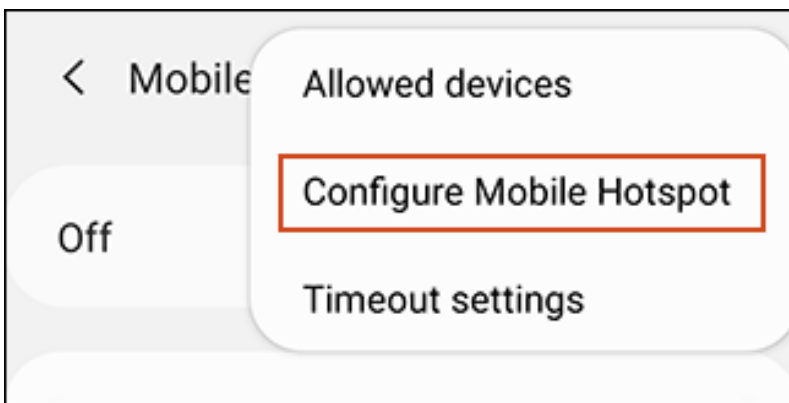 Mobile
Allowed devices
Configure Mobile Hotspot
Off
Timeout settings